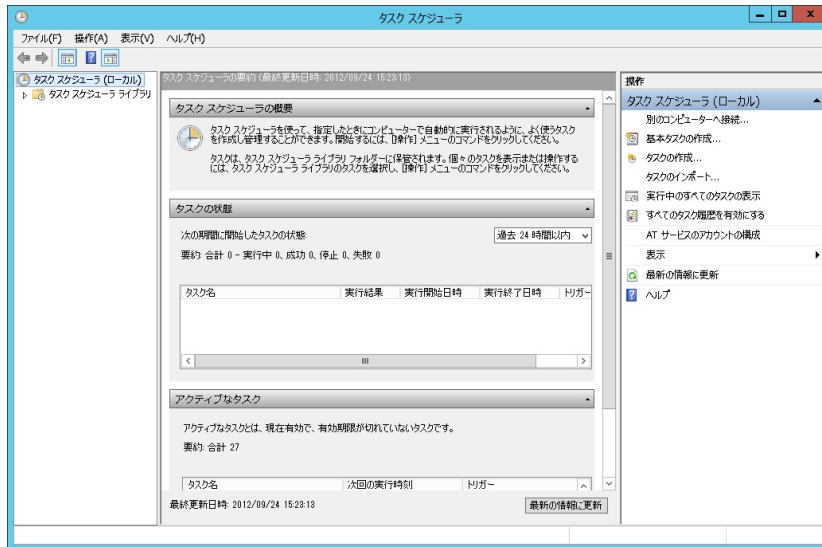 タスク スケジューラ
ファイル(F) 操作(A) 表示(V) ヘルプ(H)
タスク スケジューラ (ローカル)
タスク スケジューラ ライブラリ
タスク スケジューラの要約 (最終更新日時: 2012/09/24 15:23:13)
タスク スケジューラの概要
タスク スケジューラを使って、指定したときにコンピューターで自動的に実行されるように、よく使うタスク
を作成し管理することができます。開始するには、[操作] メニューのコマンドをクリックしてください。
タスクは、タスク スケジューラ ライブラリ フォルダーに保管されます。個々のタスクを表示または操作する
には、タスク スケジューラ ライブラリのタスクを選択し、[操作] メニューのコマンドをクリックしてください。
タスクの状態
次の期間に開始したタスクの状態:
過去 24 時間以内
要約: 合計 0 - 実行中 0、成功 0、停止 0、失敗 0
タスク名 実行結果 実行開始日時 実行終了日時 トリガー
アクティブなタスク
アクティブなタスクとは、現在有効で、有効期限が切れていないタスクです。
要約: 合計 27
タスク名 次回の実行時刻 トリガー
最終更新日時: 2012/09/24 15:23:13
最新の情報に更新
操作
タスク スケジューラ (ローカル)
別のコンピューターへ接続...
基本タスクの作成...
タスクの作成...
タスクのインポート...
実行中のすべてのタスクの表示
すべてのタスク履歴を有効にする
AT サービスのアカウントの構成
表示
最新の情報に更新
ヘルプ